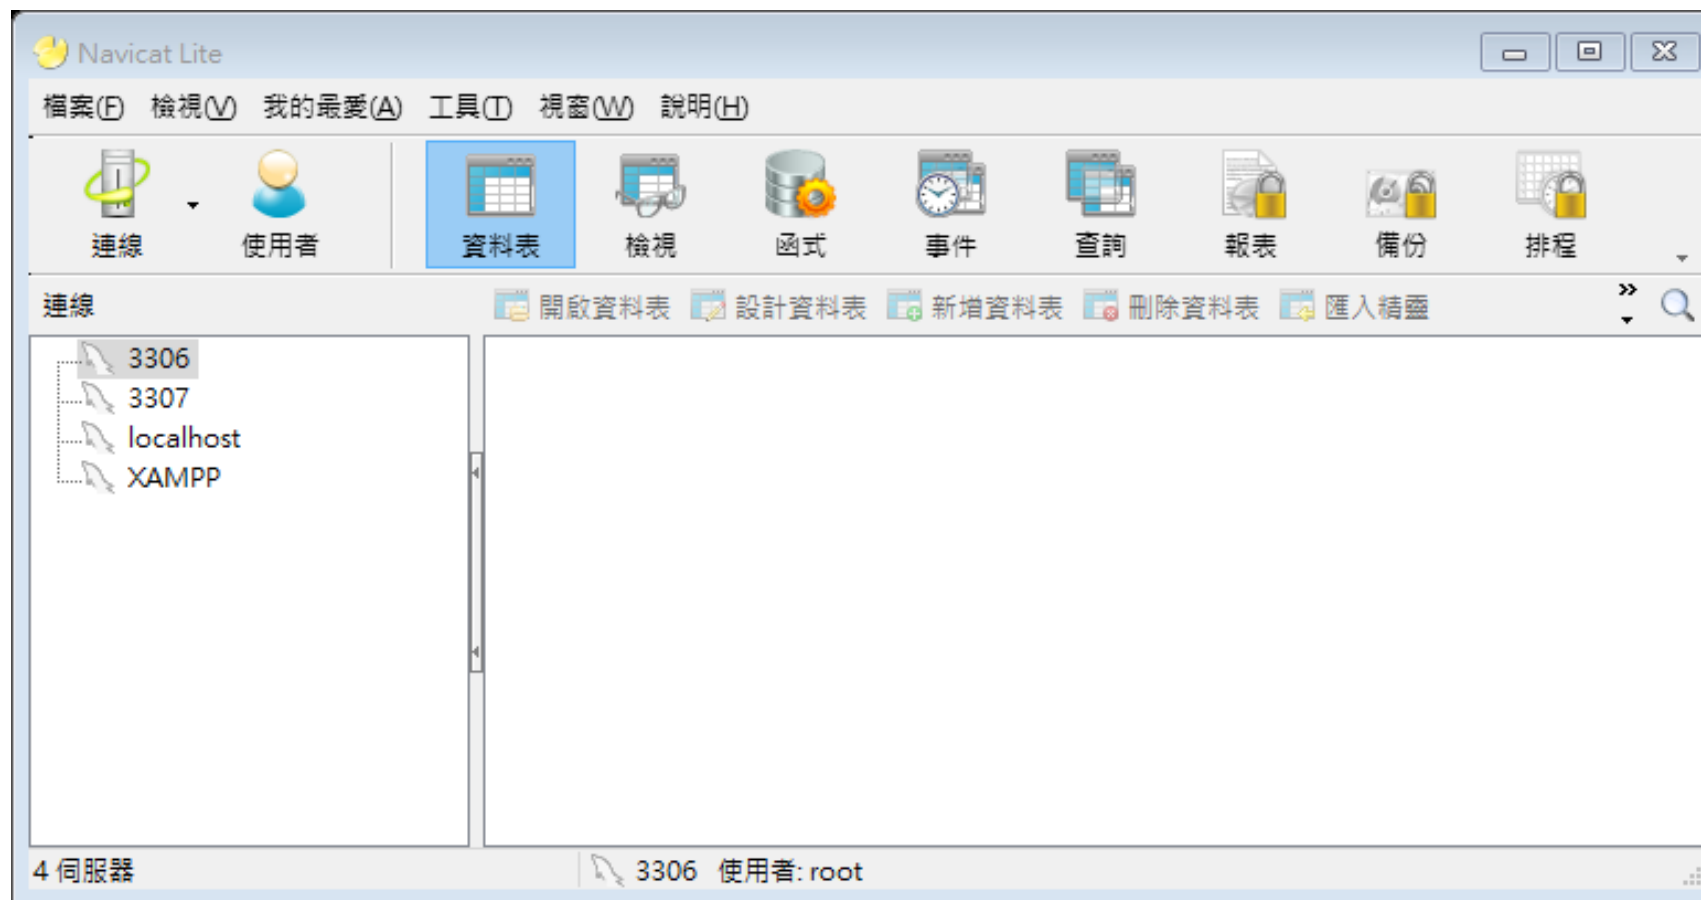 Navicat Lite
檔案(F) 檢視(V) 我的最愛(A) 工具(T) 視窗(W) 說明(H)
連線 使用者 資料表 檢視 函式 事件 查詢 報表 備份 排程
連線 開啟資料表 設計資料表 新增資料表 刪除資料表 匯入精靈
3306
3307
localhost
XAMPP
4 伺服器 3306 使用者: root